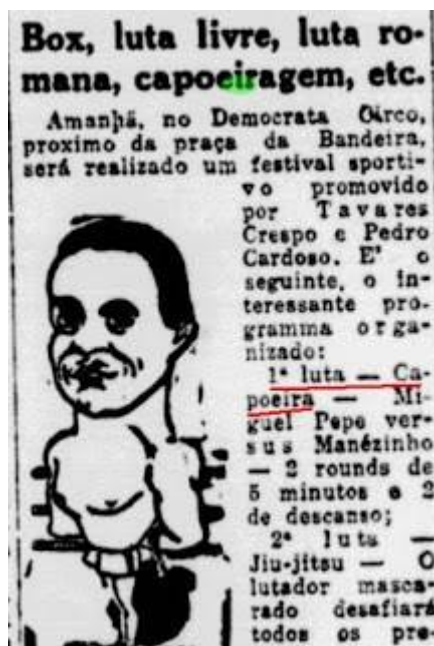 Box, luta livre, luta ro-
mana, capoeiragem, etc.
Amanhã, no Democrata Circo,
proximo da praça da Bandeira,
será realizado um festival sporti-
vo promovido
por Tavares
Crespo e Pedro
Cardoso. E' o
seguinte, o in-
teressante pro-
gramma orga-
nizado:
1ª luta — Ca-
poeira — Mi-
guel Pepe ver-
sus Manézinho
— 2 rounds de
5 minutos e 2
de descanso;
2ª luta —
Jiu-jitsu — O
lutador masca-
rado desafiará
todos os pre-